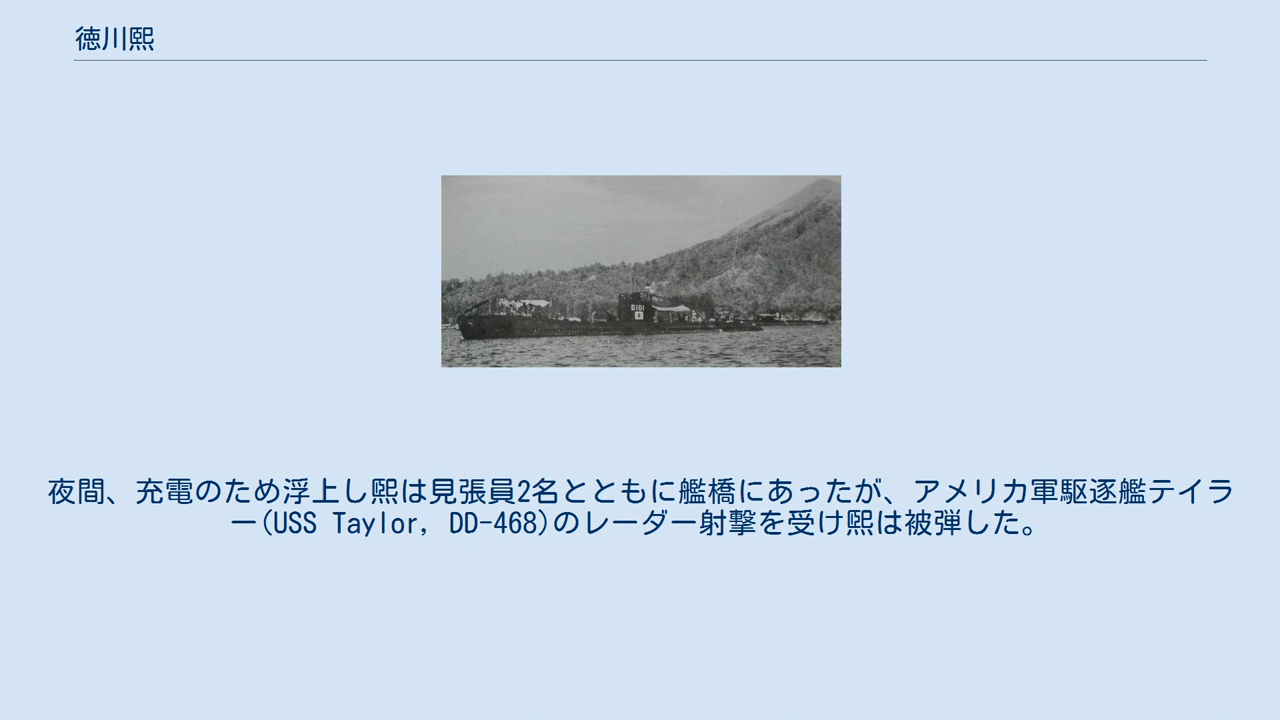 徳川熙
D101
夜間、充電のため浮上し熙は見張員2名とともに艦橋にあったが、アメリカ軍駆逐艦テイラ
ー(USS Taylor, DD-468)のレーダー射撃を受け熙は被弾した。